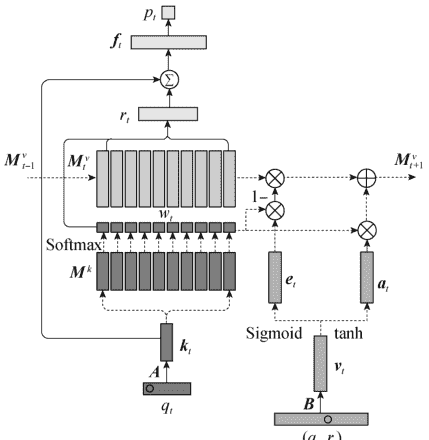 p_t
f_t
Σ
r_t
M^v_{t-1}
M^v_t
M^v_{t+1}
w_t
1-
Softmax
M^k
e_t
a_t
Sigmoid
tanh
k_t
v_t
A
B
q_t
(q, r)